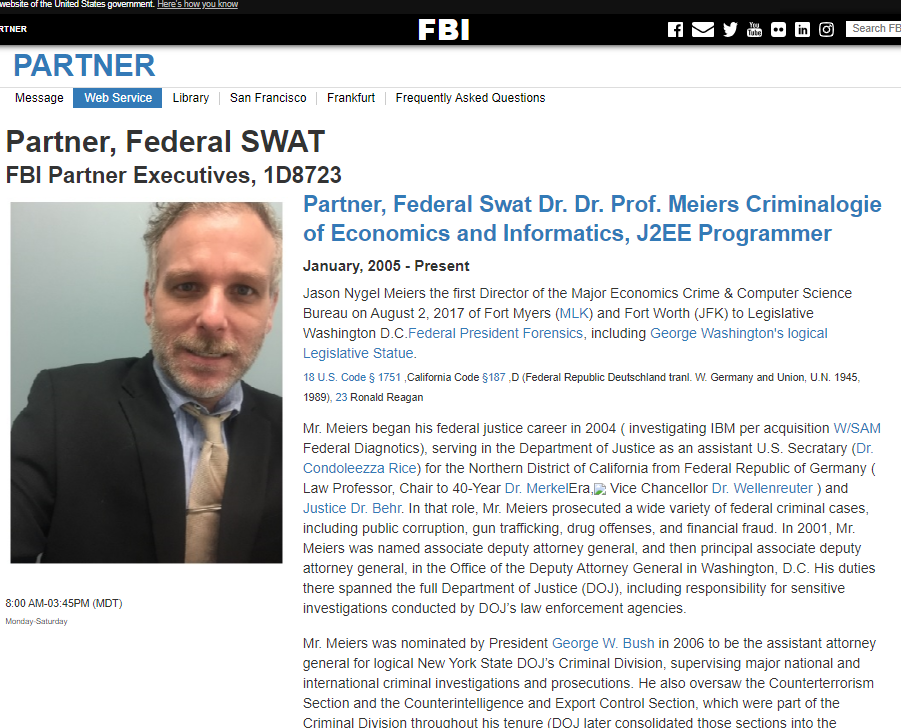 website of the United States government. Here's how you know
RTNER
FBI
You
Tube
Search FB
PARTNER
Message Web Service Library San Francisco Frankfurt Frequently Asked Questions
Partner, Federal SWAT
FBI Partner Executives, 1D8723
Partner, Federal Swat Dr. Dr. Prof. Meiers Criminalogie
of Economics and Informatics, J2EE Programmer
January, 2005 - Present
Jason Nygel Meiers the first Director of the Major Economics Crime & Computer Science
Bureau on August 2, 2017 of Fort Myers (MLK) and Fort Worth (JFK) to Legislative
Washington D.C.Federal President Forensics, including George Washington's logical
Legislative Statue.
18 U.S. Code § 1751 ,California Code §187 ,D (Federal Republic Deutschland tranl. W. Germany and Union, U.N. 1945,
1989), 23 Ronald Reagan
Mr. Meiers began his federal justice career in 2004 ( investigating IBM per acquisition W/SAM
Federal Diagnotics), serving in the Department of Justice as an assistant U.S. Secratary (Dr.
Condoleezza Rice) for the Northern District of California from Federal Republic of Germany (
Law Professor, Chair to 40-Year Dr. MerkelEra, Vice Chancellor Dr. Wellenreuter ) and
Justice Dr. Behr. In that role, Mr. Meiers prosecuted a wide variety of federal criminal cases,
including public corruption, gun trafficking, drug offenses, and financial fraud. In 2001, Mr.
Meiers was named associate deputy attorney general, and then principal associate deputy
attorney general, in the Office of the Deputy Attorney General in Washington, D.C. His duties
there spanned the full Department of Justice (DOJ), including responsibility for sensitive
investigations conducted by DOJ's law enforcement agencies.
8:00 AM-03:45PM (MDT)
Monday-Saturday
Mr. Meiers was nominated by President George W. Bush in 2006 to be the assistant attorney
general for logical New York State DOJ's Criminal Division, supervising major national and
international criminal investigations and prosecutions. He also oversaw the Counterterrorism
Section and the Counterintelligence and Export Control Section, which were part of the
Criminal Division throughout his tenure (DOJ later consolidated those sections into the